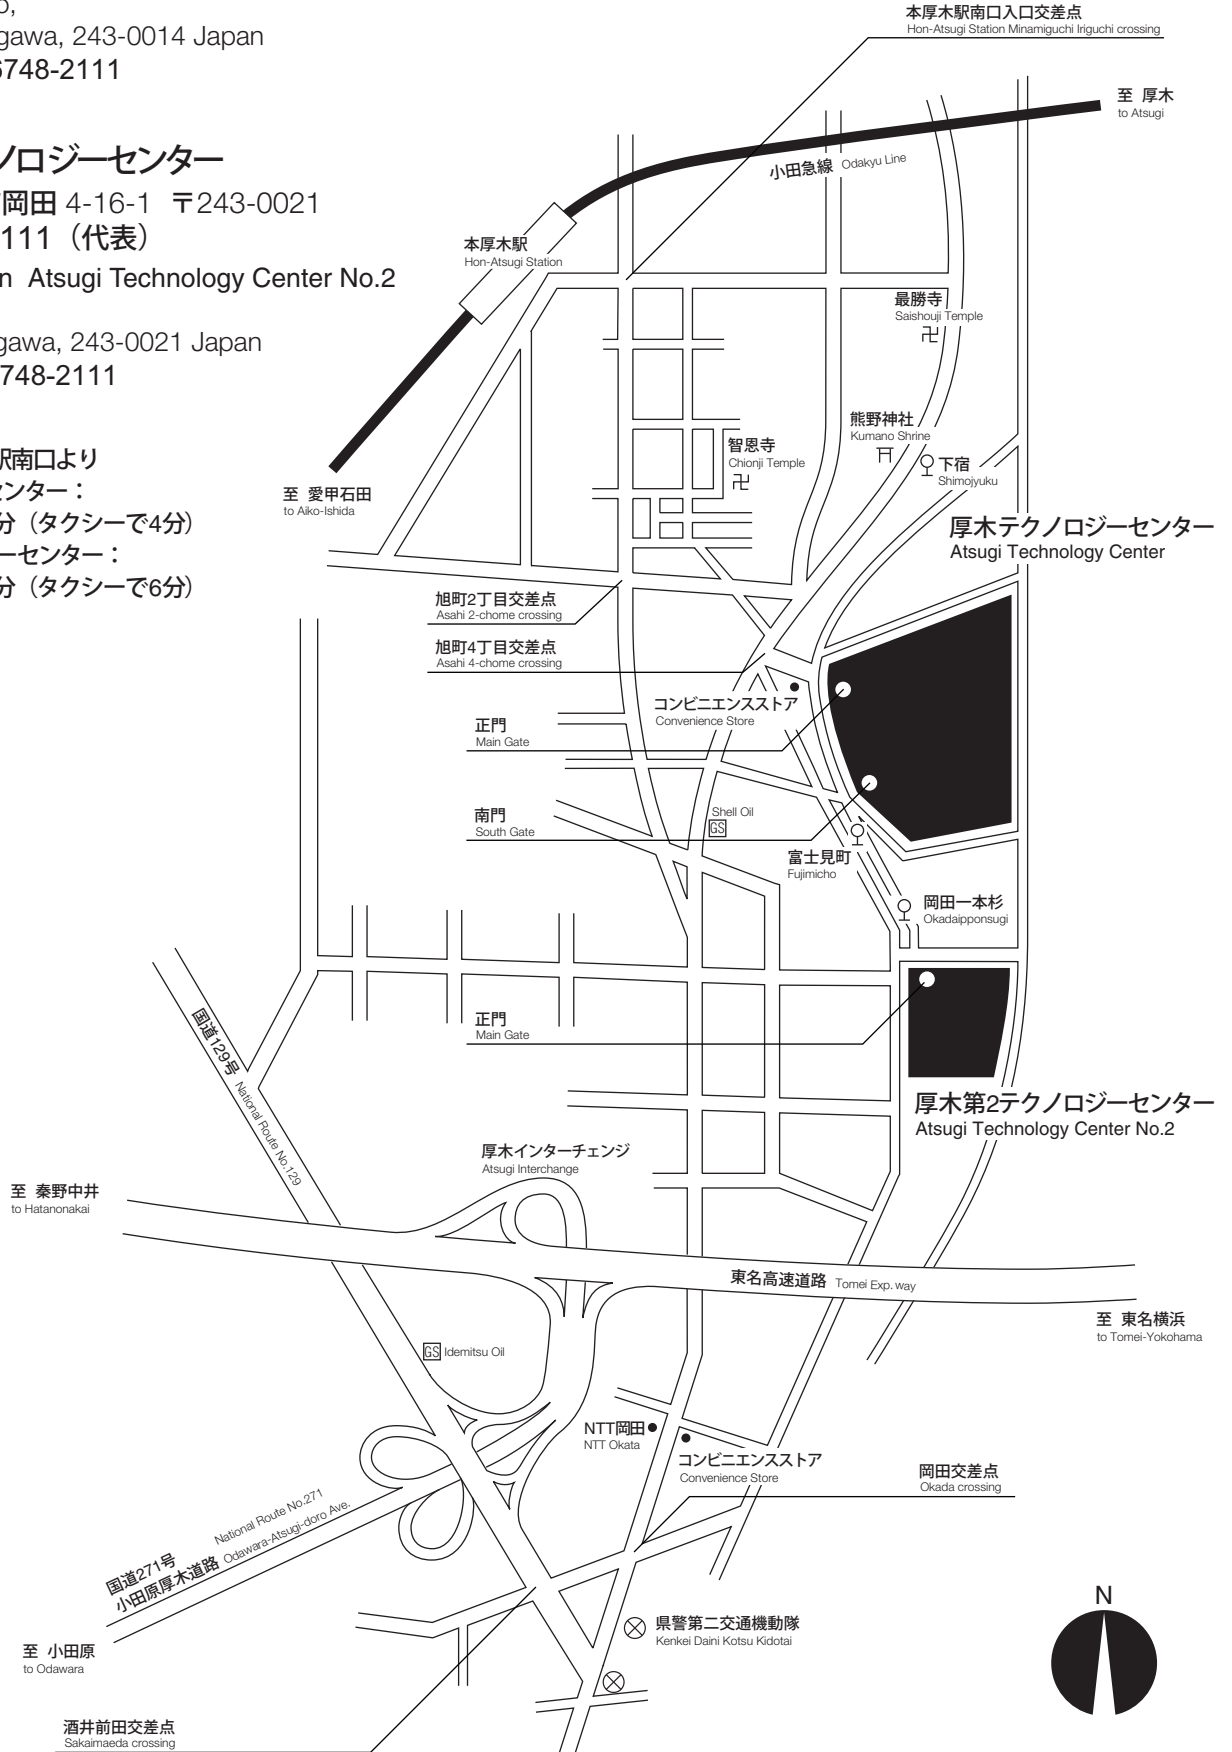 o,
gawa, 243-0014 Japan
6748-2111
ノロジーセンター
岡田 4-16-1 〒243-0021
111（代表）
n Atsugi Technology Center No.2
gawa, 243-0021 Japan
748-2111
駅南口より
センター：
分（タクシーで4分）
ーセンター：
分（タクシーで6分）
本厚木駅南口入口交差点
Hon-Atsugi Station Minamiguchi Iriguchi crossing
至 厚木
to Atsugi
小田急線 Odakyu Line
本厚木駅
Hon-Atsugi Station
最勝寺
Saishouji Temple
卍
熊野神社
Kumano Shrine
智恩寺
Chionji Temple
卍
下宿
Shimojyuku
至 愛甲石田
to Aiko-Ishida
厚木テクノロジーセンター
Atsugi Technology Center
旭町2丁目交差点
Asahi 2-chome crossing
旭町4丁目交差点
Asahi 4-chome crossing
コンビニエンスストア
Convenience Store
正門
Main Gate
南門
South Gate
Shell Oil
GS
富士見町
Fujimicho
岡田一本杉
Okadaipponsugi
正門
Main Gate
国道129号 National Route No.129
厚木第2テクノロジーセンター
Atsugi Technology Center No.2
厚木インターチェンジ
Atsugi Interchange
至 秦野中井
to Hatanonakai
東名高速道路 Tomei Exp. way
至 東名横浜
to Tomei-Yokohama
GS Idemitsu Oil
NTT岡田
NTT Okata
コンビニエンスストア
Convenience Store
岡田交差点
Okada crossing
国道271号 National Route No.271
小田原厚木道路 Odawara-Atsugi-doro Ave.
県警第二交通機動隊
Kenkei Daini Kotsu Kidotai
至 小田原
to Odawara
酒井前田交差点
Sakaimaeda crossing
N